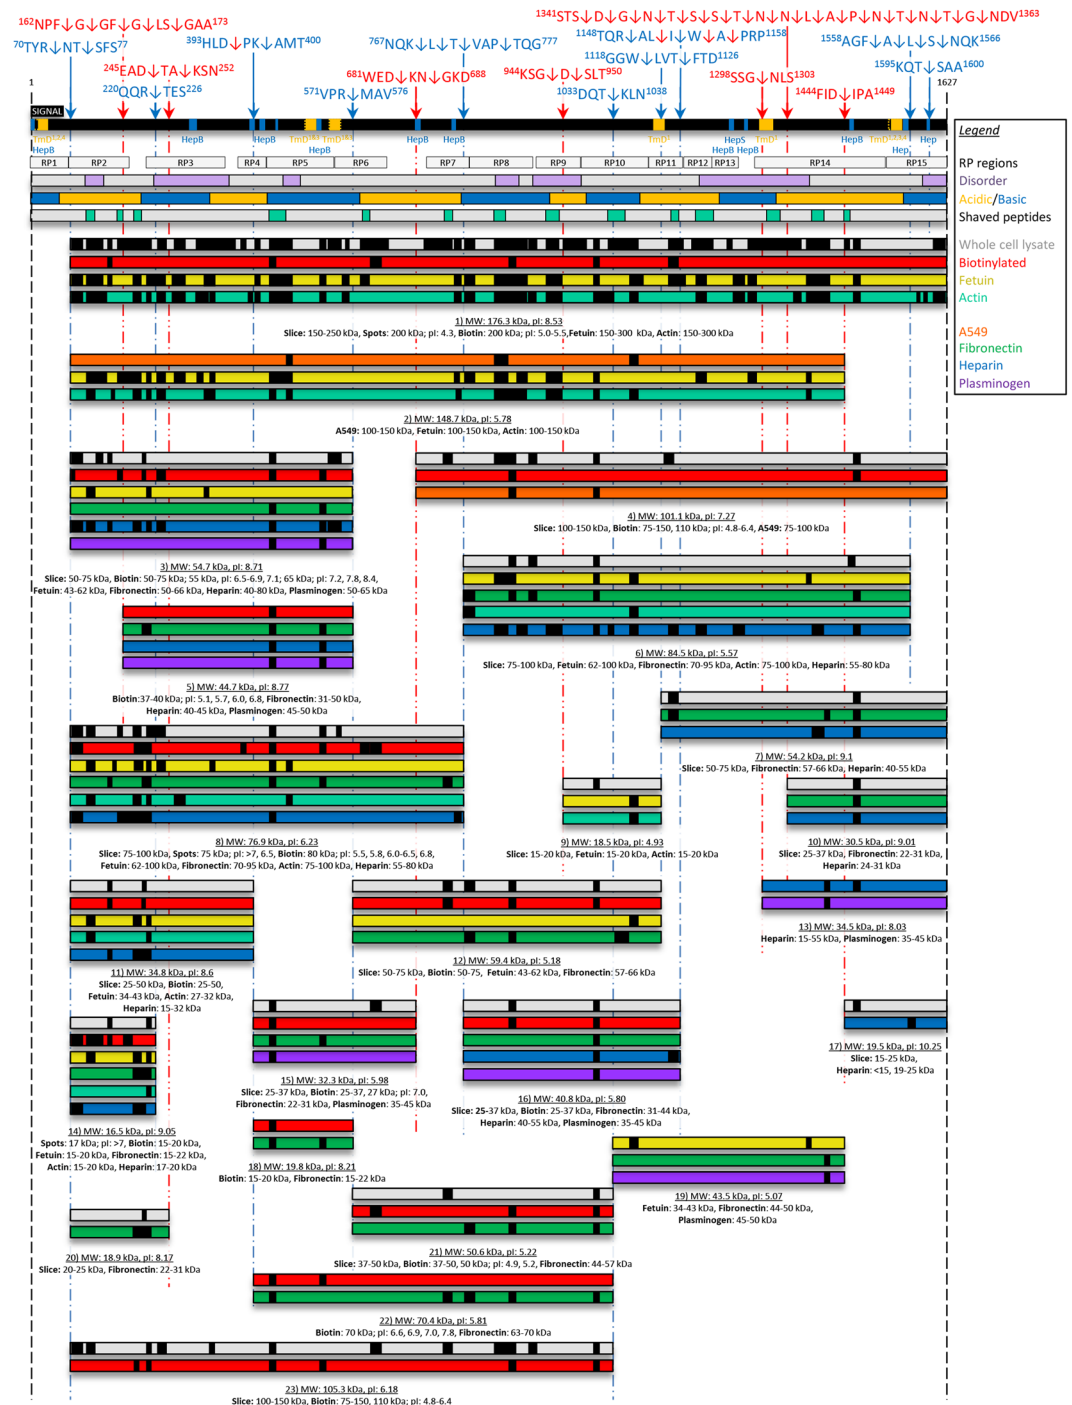 1341STS↓D↓G↓N↓T↓S↓S↓T↓N↓N↓L↓A↓P↓N↓T↓N↓T↓G↓NDV1363
162NPF↓G↓GF↓G↓LS↓GAA173
1148TQR↓AL↓I↓W↓A↓PRP1158
70TYR↓NT↓SFS77
393HLD↓PK↓AMT400
767NQK↓L↓T↓VAP↓TQG777
1558AGF↓A↓L↓S↓NQK1566
1118GGW↓LVT↓FTD1126
245EAD↓TA↓KSN252
681WED↓KN↓GKD688
944KSG↓D↓SLT950
1298SSG↓NLS1303
1595KQT↓SAA1600
220QQR↓TES226
571VPR↓MAV576
1033DQT↓KLN1038
1444FID↓IPA1449
1
1627
SIGNAL
HepB HepB HepB HepB HepB HepB HepS HepB HepB HepB Hep Hep
RP1 RP2 RP3 RP4 RP5 RP6 RP7 RP8 RP9 RP10 RP11 RP12 RP13 RP14 RP15
Legend
RP regions
Disorder
Acidic/Basic
Shaved peptides
Whole cell lysate
Biotinylated
Fetuin
Actin
A549
Fibronectin
Heparin
Plasminogen
1) MW: 176.3 kDa, pI: 8.53
Slice: 150-250 kDa, Spots: 200 kDa; pI: 4.3, Biotin: 200 kDa; pI: 5.0-5.5,Fetuin: 150-300 kDa, Actin: 150-300 kDa
2) MW: 148.7 kDa, pI: 5.78
A549: 100-150 kDa, Fetuin: 100-150 kDa, Actin: 100-150 kDa
3) MW: 54.7 kDa, pI: 8.71
Slice: 50-75 kDa, Biotin: 50-75 kDa; 55 kDa, pI: 6.5-6.9, 7.1; 65 kDa; pI: 7.2, 7.8, 8.4,
Fetuin: 43-62 kDa, Fibronectin: 50-66 kDa, Heparin: 40-80 kDa, Plasminogen: 50-65 kDa
4) MW: 101.1 kDa, pI: 7.27
Slice: 100-150 kDa, Biotin: 75-150, 110 kDa; pI: 4.8-6.4, A549: 75-100 kDa
5) MW: 44.7 kDa, pI: 8.77
Biotin:37-40 kDa; pI: 5.1, 5.7, 6.0, 6.8, Fibronectin: 31-50 kDa,
Heparin: 40-45 kDa, Plasminogen: 45-50 kDa
6) MW: 84.5 kDa, pI: 5.57
Slice: 75-100 kDa, Fetuin: 62-100 kDa, Fibronectin: 70-95 kDa, Actin: 75-100 kDa, Heparin: 55-80 kDa
7) MW: 54.2 kDa, pI: 9.1
Slice: 50-75 kDa, Fibronectin: 57-66 kDa, Heparin: 40-55 kDa
8) MW: 76.9 kDa, pI: 6.23
Slice: 75-100 kDa, Spots: 75 kDa; pI: >7, 6.5, Biotin: 80 kDa; pI: 5.5, 5.8, 6.0-6.5, 6.8,
Fetuin: 62-100 kDa, Fibronectin: 70-95 kDa, Actin: 75-100 kDa, Heparin: 55-80 kDa
9) MW: 18.5 kDa, pI: 4.93
Slice: 15-20 kDa, Fetuin: 15-20 kDa, Actin: 15-20 kDa
10) MW: 30.5 kDa, pI: 9.01
Slice: 25-37 kDa, Fibronectin: 22-31 kDa,
Heparin: 24-31 kDa
11) MW: 34.8 kDa, pI: 8.6
Slice: 25-50 kDa, Biotin: 25-50,
Fetuin: 34-43 kDa, Actin: 27-32 kDa,
Heparin: 15-32 kDa
12) MW: 59.4 kDa, pI: 5.18
Slice: 50-75 kDa, Biotin: 50-75, Fetuin: 43-62 kDa, Fibronectin: 57-66 kDa
13) MW: 34.5 kDa, pI: 8.03
Heparin: 15-55 kDa, Plasminogen: 35-45 kDa
14) MW: 16.5 kDa, pI: 9.05
Spots: 17 kDa; pI: >7, Biotin: 15-20 kDa,
Fetuin: 15-20 kDa, Fibronectin: 15-22 kDa,
Actin: 15-20 kDa, Heparin: 17-20 kDa
15) MW: 32.3 kDa, pI: 5.98
Slice: 25-37 kDa, Biotin: 25-37, 27 kDa; pI: 7.0,
Fibronectin: 22-31 kDa, Plasminogen: 35-45 kDa
16) MW: 40.8 kDa, pI: 5.80
Slice: 25-37 kDa, Biotin: 25-37 kDa, Fibronectin: 31-44 kDa,
Heparin: 40-55 kDa, Plasminogen: 35-45 kDa
17) MW: 19.5 kDa, pI: 10.25
Slice: 15-25 kDa,
Heparin: <15, 19-25 kDa
18) MW: 19.8 kDa, pI: 8.21
Biotin: 15-20 kDa, Fibronectin: 15-22 kDa
19) MW: 43.5 kDa, pI: 5.07
Fetuin: 34-43 kDa, Fibronectin: 44-50 kDa,
Plasminogen: 45-50 kDa
20) MW: 18.9 kDa, pI: 8.17
Slice: 20-25 kDa, Fibronectin: 22-31 kDa
21) MW: 50.6 kDa, pI: 5.22
Slice: 37-50 kDa, Biotin: 37-50, 50 kDa; pI: 4.9, 5.2, Fibronectin: 44-57 kDa
22) MW: 70.4 kDa, pI: 5.81
Biotin: 70 kDa; pI: 6.6, 6.9, 7.0, 7.8, Fibronectin: 63-70 kDa
23) MW: 105.3 kDa, pI: 6.18
Slice: 100-150 kDa, Biotin: 75-150, 110 kDa; pI: 4.8-6.4